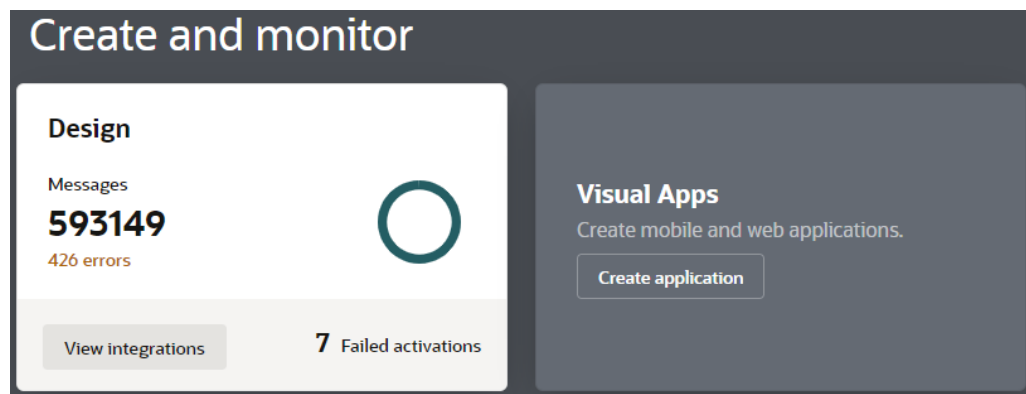 Create and monitor
Design
Messages
593149
426 errors
View integrations
7 Failed activations
Visual Apps
Create mobile and web applications.
Create application